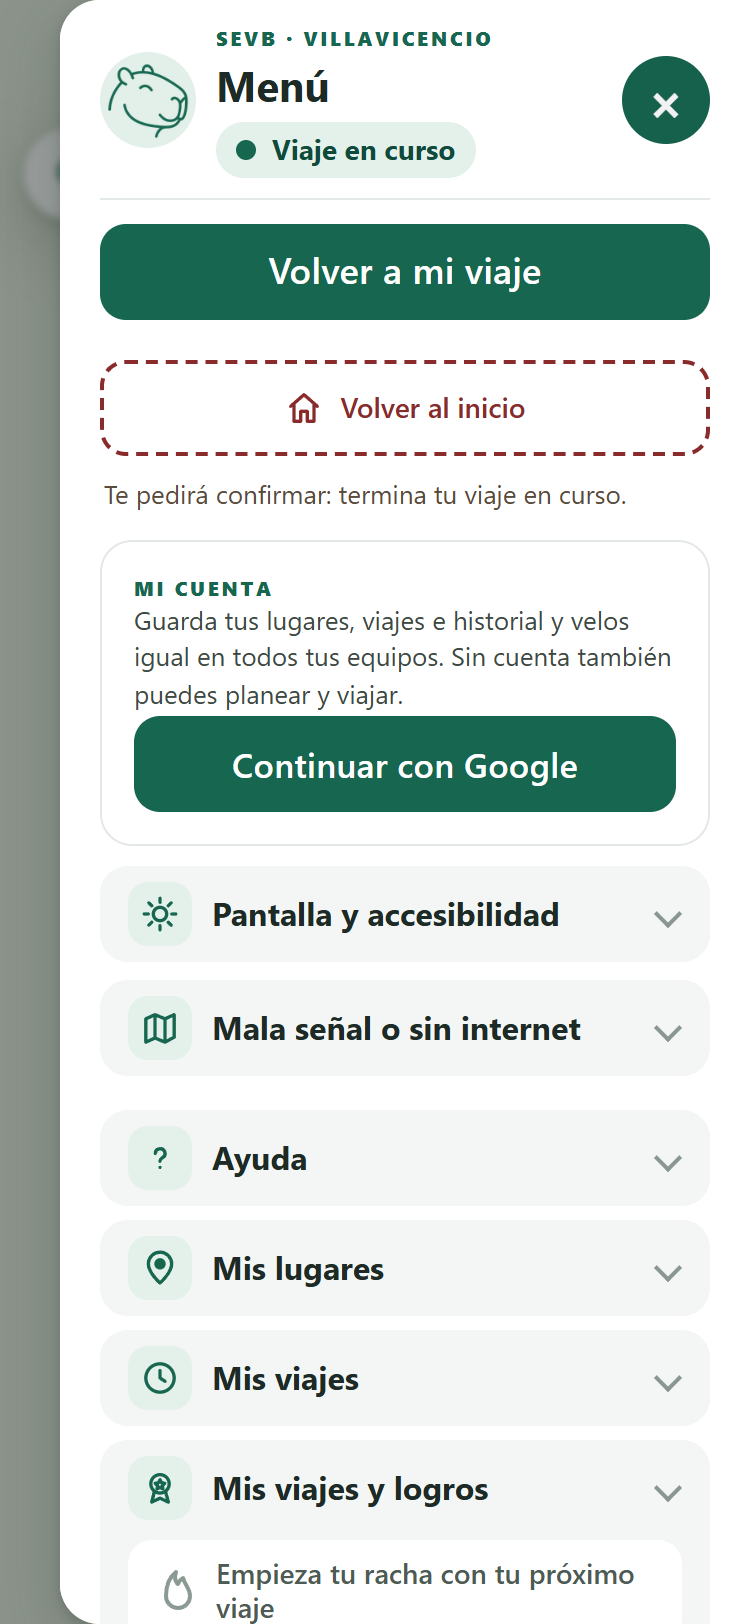 SEVB · VILLAVICENCIO
Menú
Viaje en curso
Volver a mi viaje
Volver al inicio
Te pedirá confirmar: termina tu viaje en curso.
MI CUENTA
Guarda tus lugares, viajes e historial y velos
igual en todos tus equipos. Sin cuenta también
puedes planear y viajar.
Continuar con Google
Pantalla y accesibilidad
Mala señal o sin internet
? Ayuda
Mis lugares
Mis viajes
Mis viajes y logros
Empieza tu racha con tu próximo
viaje